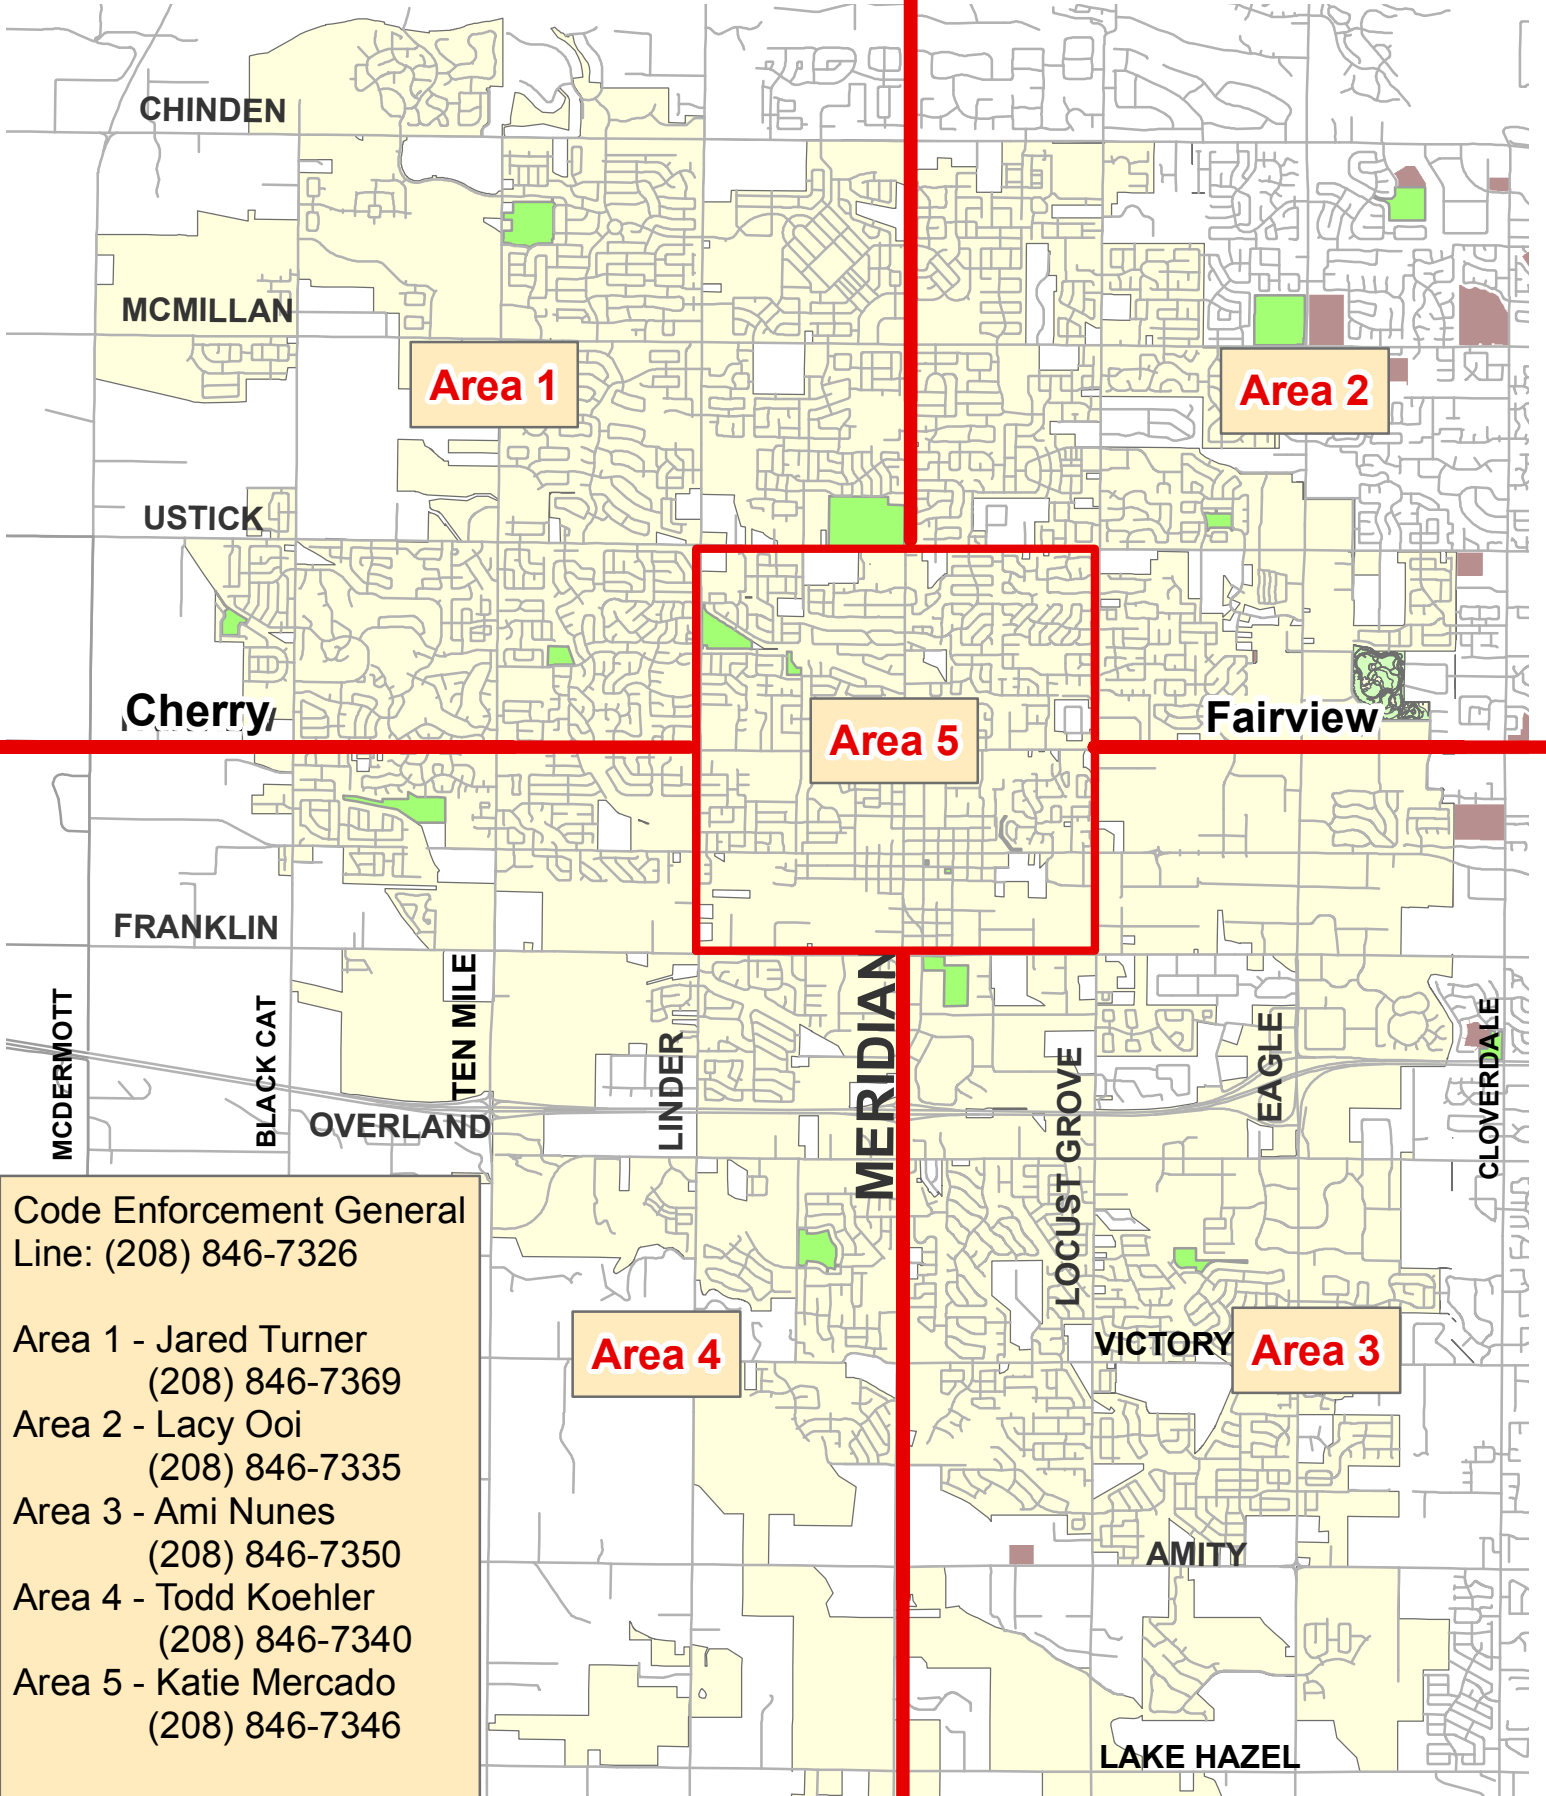 CHINDEN
MCMILLAN
Area 1
Area 2
USTICK
Cherry
Fairview
Area 5
FRANKLIN
MCDERMOTT
BLACK CAT
TEN MILE
LINDER
MERIDIAN
LOCUST GROVE
EAGLE
CLOVERDALE
OVERLAND
Area 4
VICTORY
Area 3
AMITY
LAKE HAZEL
Code Enforcement General
Line: (208) 846-7326
Area 1 - Jared Turner
(208) 846-7369
Area 2 - Lacy Ooi
(208) 846-7335
Area 3 - Ami Nunes
(208) 846-7350
Area 4 - Todd Koehler
(208) 846-7340
Area 5 - Katie Mercado
(208) 846-7346